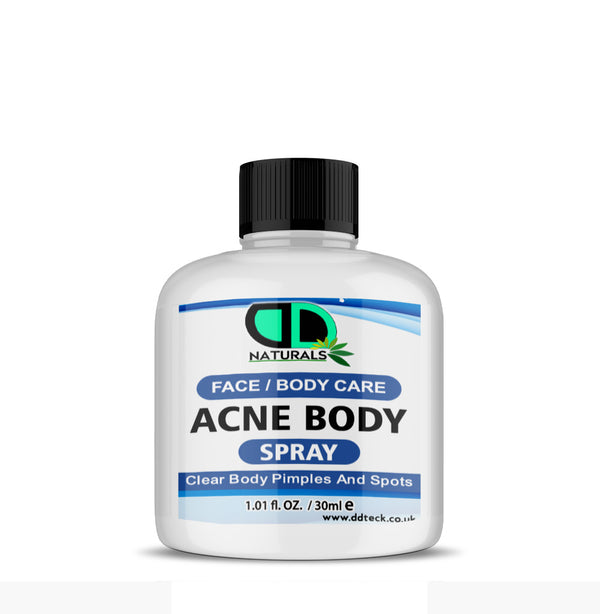 DD
NATURALS
FACE / BODY CARE
ACNE BODY
SPRAY
Clear Body Pimples And Spots
1.01 fl. OZ. / 30ml e
www.ddteck.co.uk